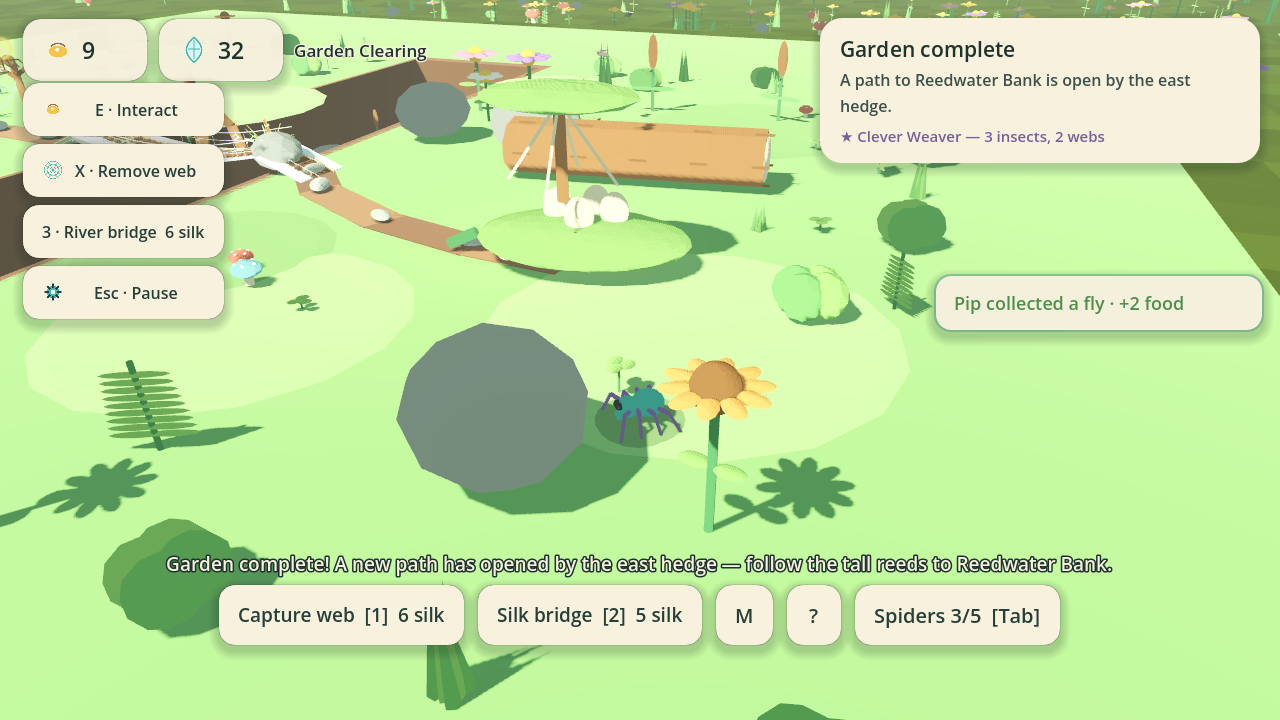 9
32
Garden Clearing
E · Interact
X · Remove web
3 · River bridge 6 silk
Esc · Pause
Garden complete
A path to Reedwater Bank is open by the east
hedge.
★ Clever Weaver — 3 insects, 2 webs
Pip collected a fly · +2 food
Garden complete! A new path has opened by the east hedge — follow the tall reeds to Reedwater Bank.
Capture web [1] 6 silk
Silk bridge [2] 5 silk
M
?
Spiders 3/5 [Tab]